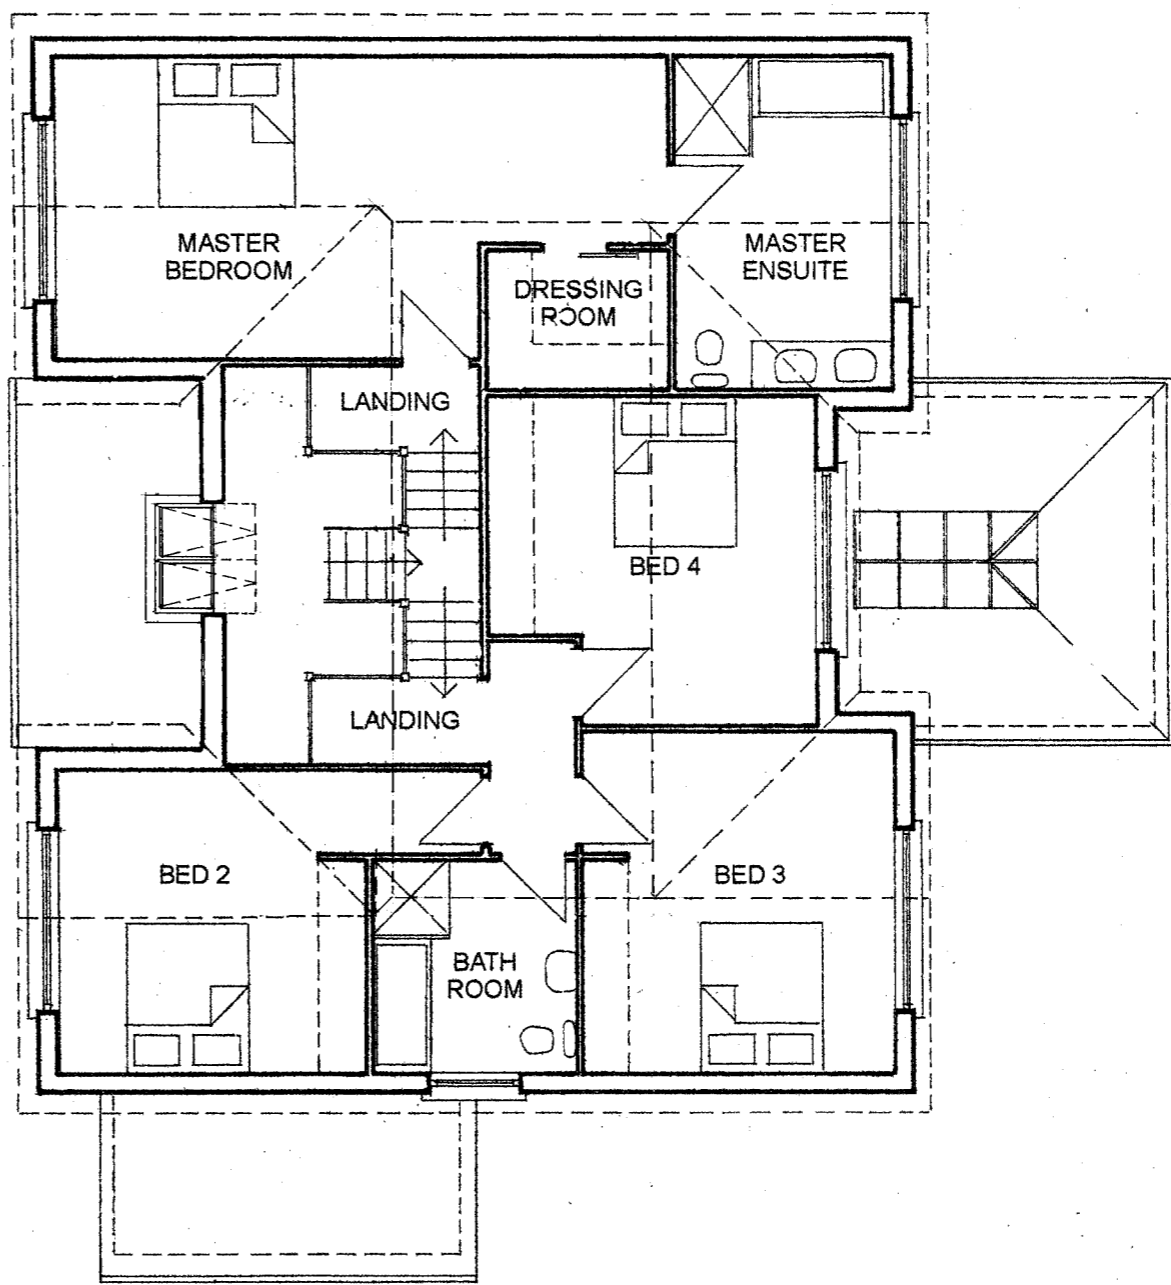 MASTER
BEDROOM
MASTER
ENSUITE
DRESSING
ROOM
LANDING
BED 4
LANDING
BED 2
BED 3
BATH
ROOM